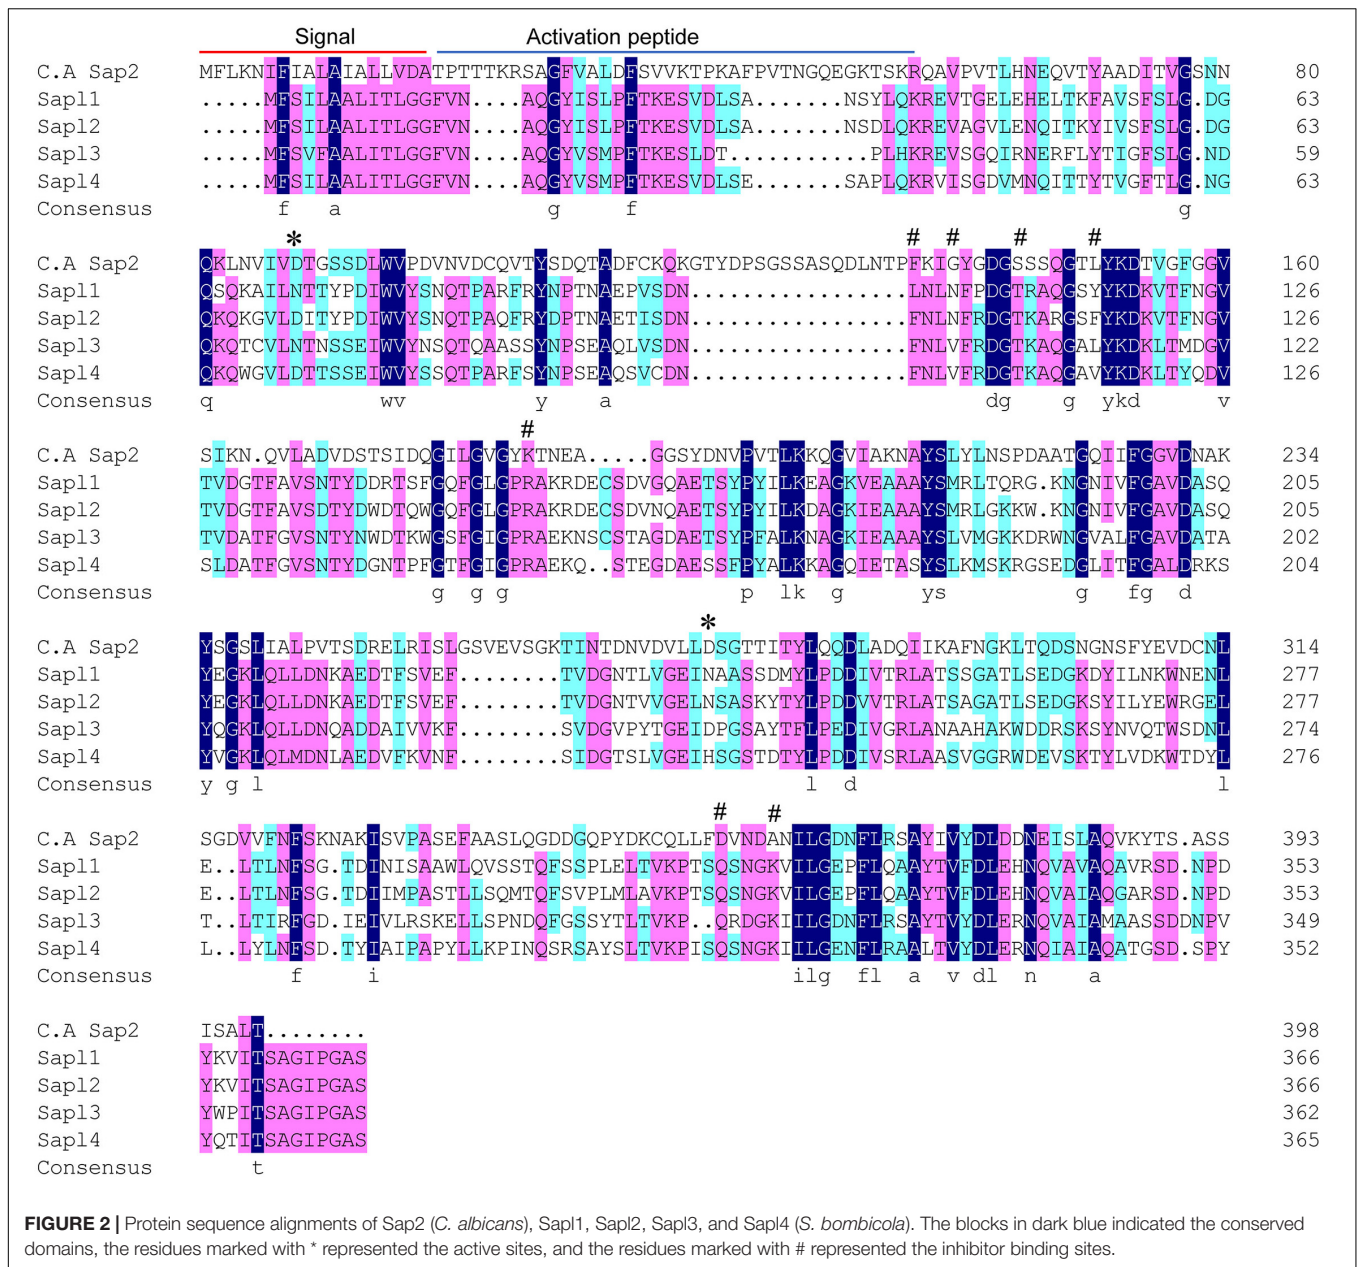 Signal Activation peptide
C.A Sap2 MFLKNIFIALAIALLVDATPTTTKRSAGFVALDFSVVKTPKAFPVTNGQEGKTSKRQAVPVTLHNEQVTYAADITVGSNN 80
Sapl1 .....MFSILAALITLGGFVN....AQGYISLPFTKESVDLSA.......NSYLQKREVTGELEHELTKFAVSFSLG.DG 63
Sapl2 .....MFSILAALITLGGFVN....AQGYISLPFTKESVDLSA.......NSDLQKREVAGVLENQITKYIVSFSLG.DG 63
Sapl3 .....MFSVFAALITLGGFVN....AQGYVSMPFTKESLDT...........PLHKREVSGQIRNERFLYTIGFSLG.ND 59
Sapl4 .....MFSILAALITLGGFVN....AQGYVSMPFTKESVDLSE.......SAPLQKRVISGDVMNQITTYTVGFTLG.NG 63
Consensus f a g f g
* # # # #
C.A Sap2 QKLNVIVDTGSSDLWVPDVNVDCQVTYSDQTADFCKQKGTYDPSGSSASQDLNTPFKIGYGDGSSSQGTLYKDTVGFGGV 160
Sapl1 QSQKAILNTTYPDIWVYSNQTPARFRYNPTNAEPVSDN.................LNLNFPDGTRAQGSYYKDKVTFNGV 126
Sapl2 QKQKGVLDITYPDIWVYSNQTPAQFRYDPTNAETISDN.................FNLNFRDGTKARGSFYKDKVTFNGV 126
Sapl3 QKQTCVLNTNSSEIWVYNSQTQAASSYNPSEAQLVSDN.................FNLVFRDGTKAQGALYKDKLTMDGV 122
Sapl4 QKQWGVLDTTSSEIWVYSSQTPARFSYNPSEAQSVCDN.................FNLVFRDGTKAQGAVYKDKLTYQDV 126
Consensus q wv y a dg g ykd v
#
C.A Sap2 SIKN.QVLADVDSTSIDQGILGVGYKTNEA.....GGSYDNVPVTLKKQGVIAKNAYSLYLNSPDAATGQIIFGGVDNAK 234
Sapl1 TVDGTFAVSNTYDDRTSFGQFGLGPRAKRDECSDVGQAETSYPYILKEAGKVEAAAYSMRLTQRG.KNGNIVFGAVDASQ 205
Sapl2 TVDGTFAVSDTYDWDTQWGQFGLGPRAKRDECSDVNQAETSYPYILKDAGKIEAAAYSMRLGKKW.KNGNIVFGAVDASQ 205
Sapl3 TVDATFGVSNTYNWDTKWGSFGIGPRAEKNSCSTAGDAETSYPFALKNAGKIEAAAYSLVMGKKDRWNGVALFGAVDATA 202
Sapl4 SLDATFGVSNTYDGNTPFGTFGIGPRAEKQ..STEGDAESSFPYALKKAGQIETASYSLKMSKRGSEDGLITFGALDRKS 204
Consensus g g g p lk g ys g fg d
*
C.A Sap2 YSGSLIALPVTSDRELRISLGSVEVSGKTINTDNVDVLLDSGTTITYLQQDLADQIIKAFNGKLTQDSNGNSFYEVDCNL 314
Sapl1 YEGKLQLLDNKAEDTFSVEF........TVDGNTLVGEINAASSDMYLPDDIVTRLATSSGATLSEDGKDYILNKWNENL 277
Sapl2 YEGKLQLLDNKAEDTFSVEF........TVDGNTVVGELNSASKYTYLPDDVVTRLATSAGATLSEDGKSYILEWRGEL 277
Sapl3 YQGKLQLLDNQADDAIVVKF........SVDGVPYTGEIDPGSAYTFLPEDIVGRLANAAHAKWDDRSKSYNVQTWSDNL 274
Sapl4 YVGKLQLMDNLAEDVFKVNF........SIDGTSLVGEIHSGSTDTYLPDDIVSRLAASVGGRWDEVSKTYLVDKWTDYL 276
Consensus y g l l d l
# #
C.A Sap2 SGDVVFNFSKNAKISVPASEFAASLQGDDGQPYDKCQLLFDVNDANILGDNFLRSAYIVYDLDDNEISLAQVKYTS.ASS 393
Sapl1 E..LTLNFSG.TDINISAAWLQVSSTQFSSPLELTVKPTSQSNGKVILGEPFLQAAYTVFDLEHNQVAVAQAVRSD.NPD 353
Sapl2 E..LTLNFSG.TDIIMPASTLLSQMTQFSVPLMLAVKPTSQSNGKVILGEPFLQAAYTVFDLEHNQVAIAQGARSD.NPD 353
Sapl3 T..LTIRFGD.IEIVLRSKELLSPNDQFGSSYTLTVKP..QRDGKIILGDNFLRSAYTVYDLERNQVAIAMAASSDDNPV 349
Sapl4 L..LYLNFSD.TYIAIPAPYLLKPINQSRSAYSLTVKPISQSNGKIILGENFLRAALTVYDLERNQIAIAQATGSD.SPY 352
Consensus f i ilg fl a v dl n a
C.A Sap2 ISALT........ 398
Sapl1 YKVITSAGIPGAS 366
Sapl2 YKVITSAGIPGAS 366
Sapl3 YWPITSAGIPGAS 362
Sapl4 YQTITSAGIPGAS 365
Consensus t
FIGURE 2 | Protein sequence alignments of Sap2 (C. albicans), Sapl1, Sapl2, Sapl3, and Sapl4 (S. bombicola). The blocks in dark blue indicated the conserved
domains, the residues marked with * represented the active sites, and the residues marked with # represented the inhibitor binding sites.